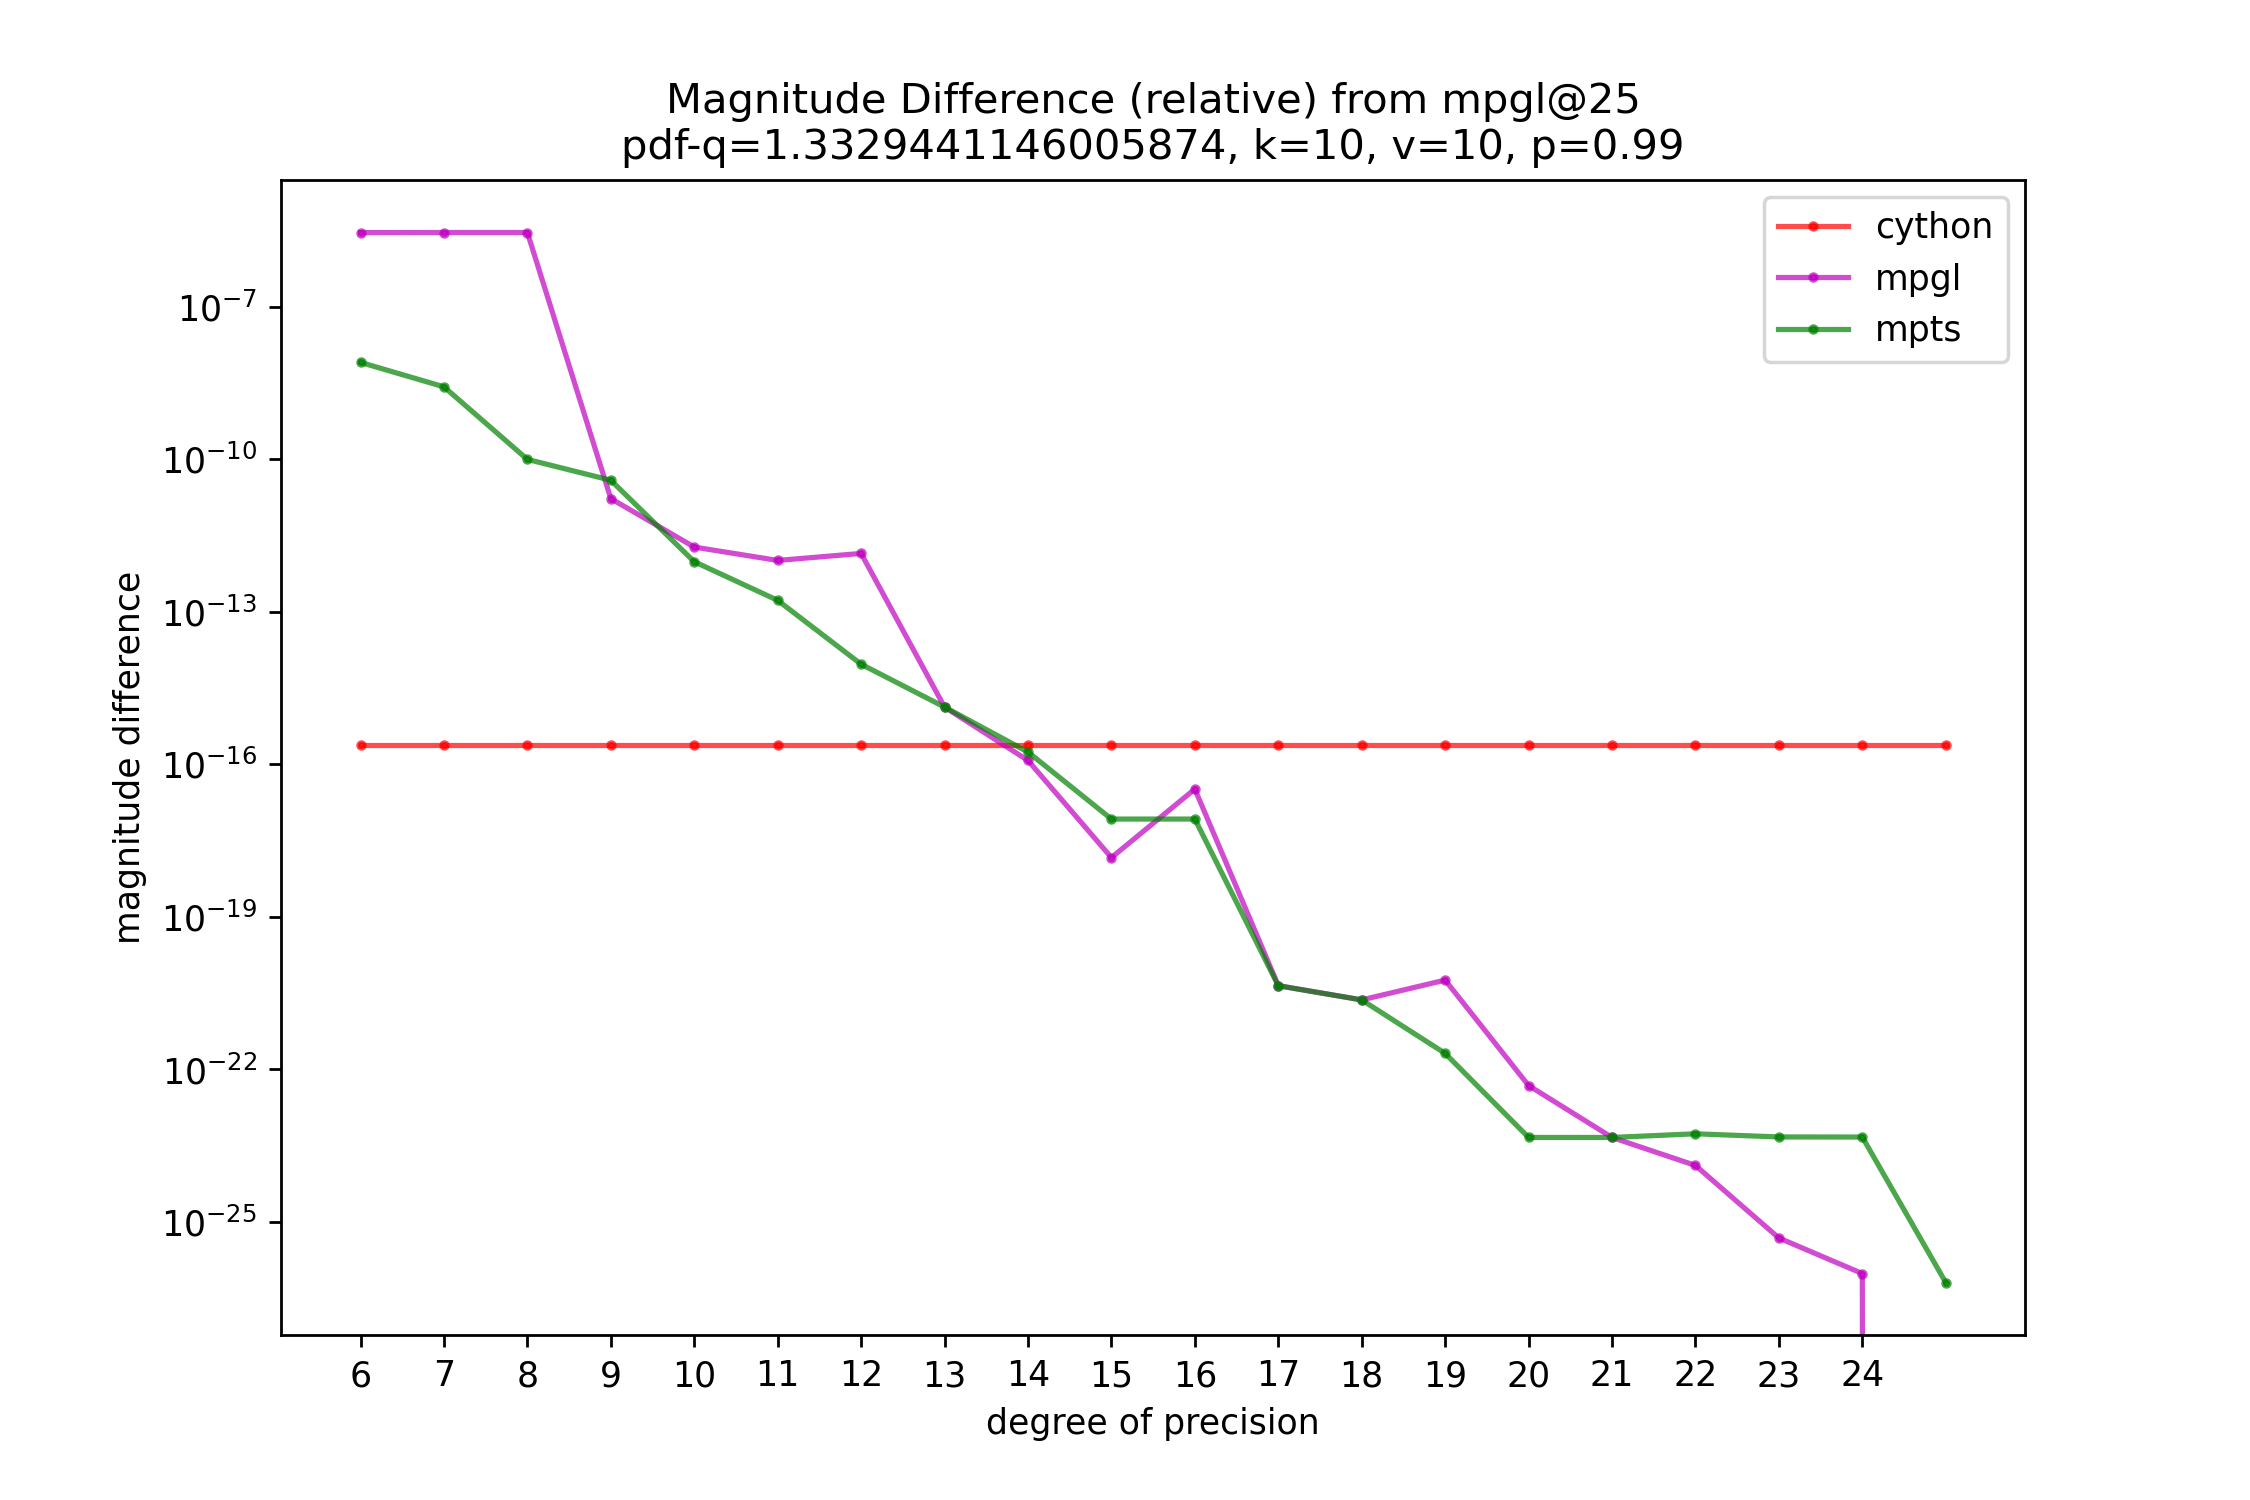 Magnitude Difference (relative) from mpgl@25
pdf-q=1.3329441146005874, k=10, v=10, p=0.99
cython
mpgl
mpts
magnitude difference
10⁻⁷
10⁻¹⁰
10⁻¹³
10⁻¹⁶
10⁻¹⁹
10⁻²²
10⁻²⁵
6 7 8 9 10 11 12 13 14 15 16 17 18 19 20 21 22 23 24
degree of precision